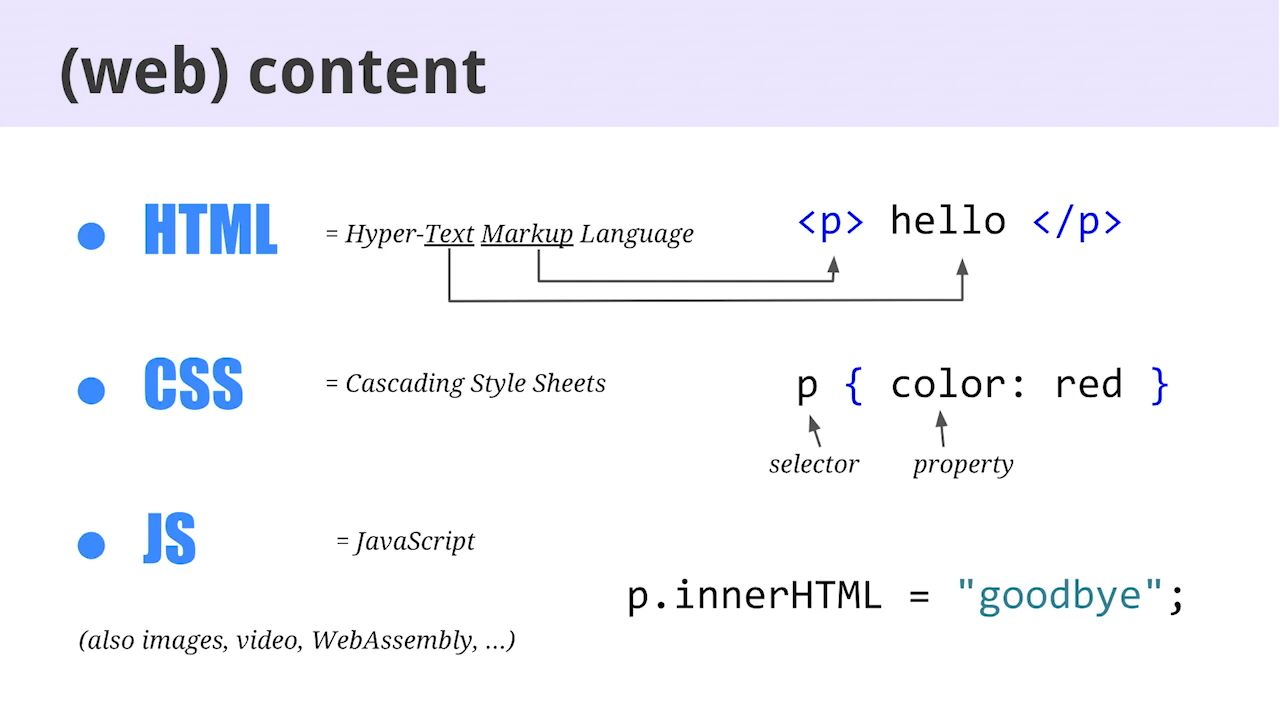 (web) content
HTML = Hyper-Text Markup Language <p> hello </p>
CSS = Cascading Style Sheets p { color: red }
selector property
JS = JavaScript
p.innerHTML = "goodbye";
(also images, video, WebAssembly, ...)